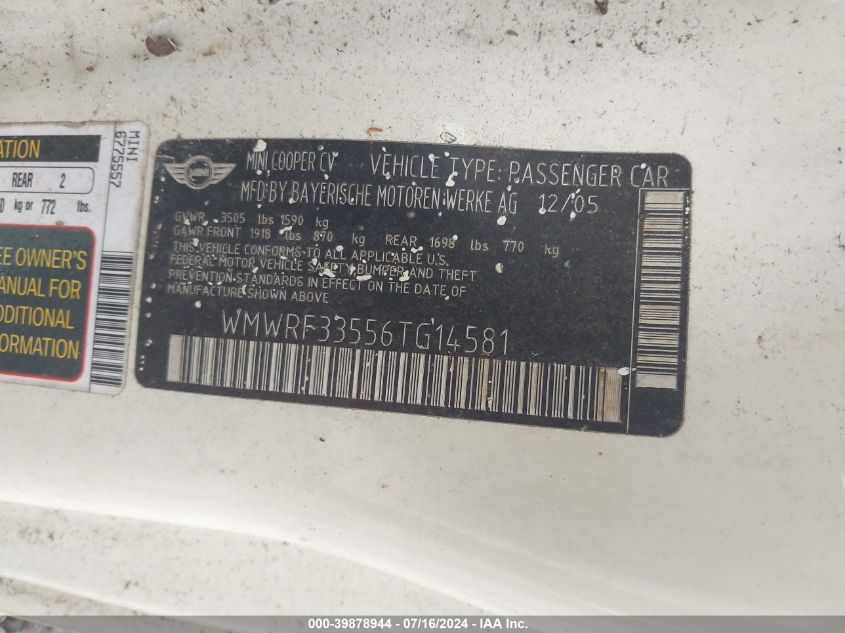 ATION
REAR 2
D kg or 772 lbs.
EE OWNER'S
ANUAL FOR
DDITIONAL
FORMATION
MINI
6775557
MINI COOPER CV VEHICLE TYPE: PASSENGER CAR
MFD BY BAYERISCHE MOTOREN WERKE AG 12/05
GVWR 3505 lbs 1590 kg
GAWR FRONT 1918 lbs 870 kg REAR 1698 lbs 770 kg
THIS VEHICLE CONFORMS TO ALL APPLICABLE U.S.
FEDERAL MOTOR VEHICLE SAFETY BUMPER AND THEFT
PREVENTION STANDARDS IN EFFECT ON THE DATE OF
MANUFACTURE SHOWN ABOVE
WMWRF33556TG14581
000-39878944 / 07/16/2024 - IAA Inc.